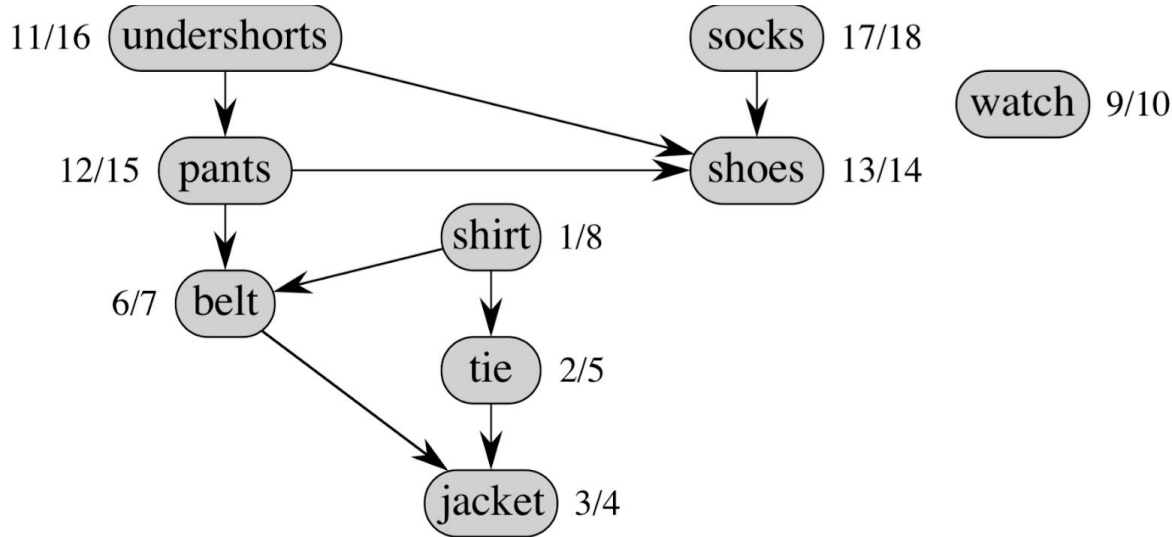 11/16 undershorts socks 17/18
watch 9/10
12/15 pants shoes 13/14
shirt 1/8
6/7 belt
tie 2/5
jacket 3/4